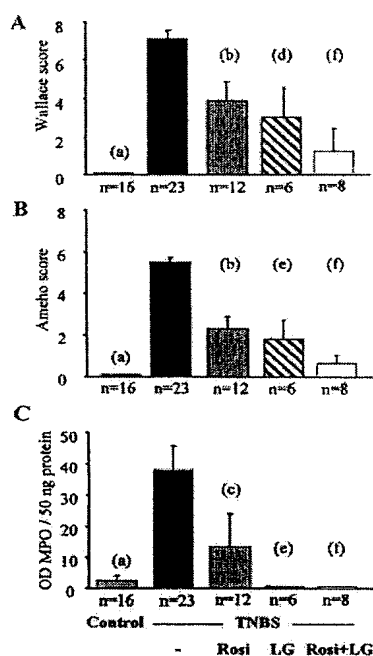 A
Wallace score
8
6
4
2
0
(a)
(b)
(d)
(f)
n=16 n=23 n=12 n=6 n=8
B
Ameho score
8
6
4
2
0
(a)
(b)
(e)
(f)
n=16 n=23 n=12 n=6 n=8
C
OD MPO / 50 ng protein
50
40
30
20
10
0
(a)
(c)
(e)
(f)
n=16 n=23 n=12 n=6 n=8
Control TNBS
- Rosi LG Rosi+LG